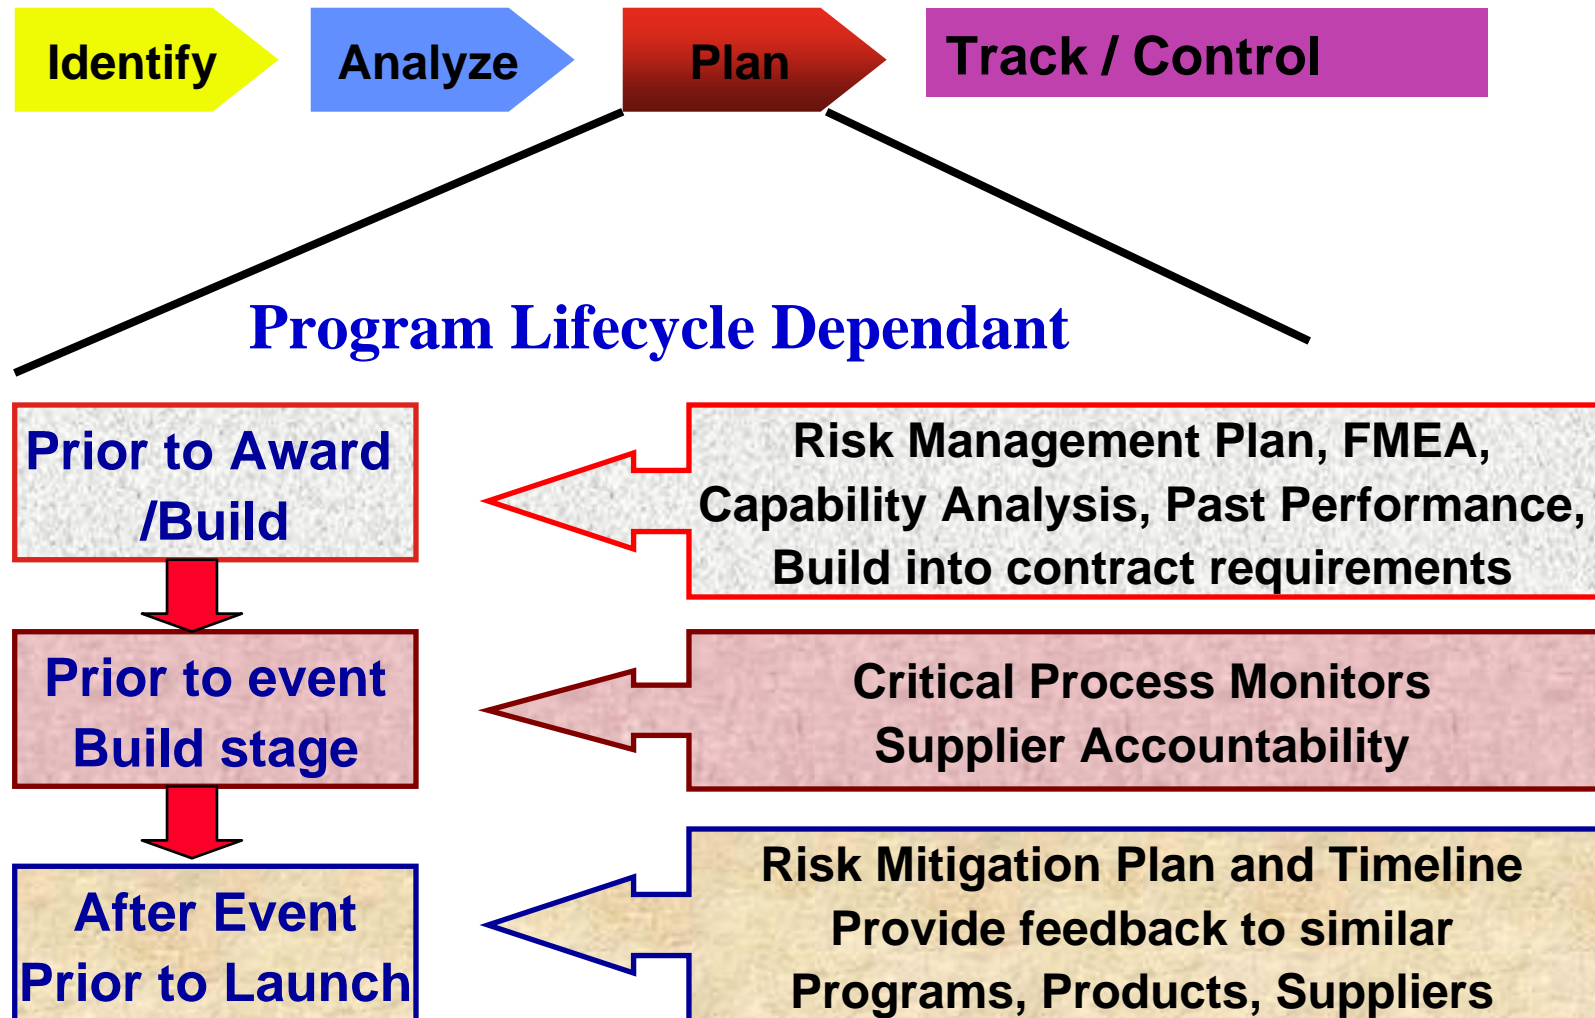 Identify
Analyze
Plan
Track / Control
Program Lifecycle Dependant
Prior to Award
/Build
Risk Management Plan, FMEA,
Capability Analysis, Past Performance,
Build into contract requirements
Prior to event
Build stage
Critical Process Monitors
Supplier Accountability
After Event
Prior to Launch
Risk Mitigation Plan and Timeline
Provide feedback to similar
Programs, Products, Suppliers